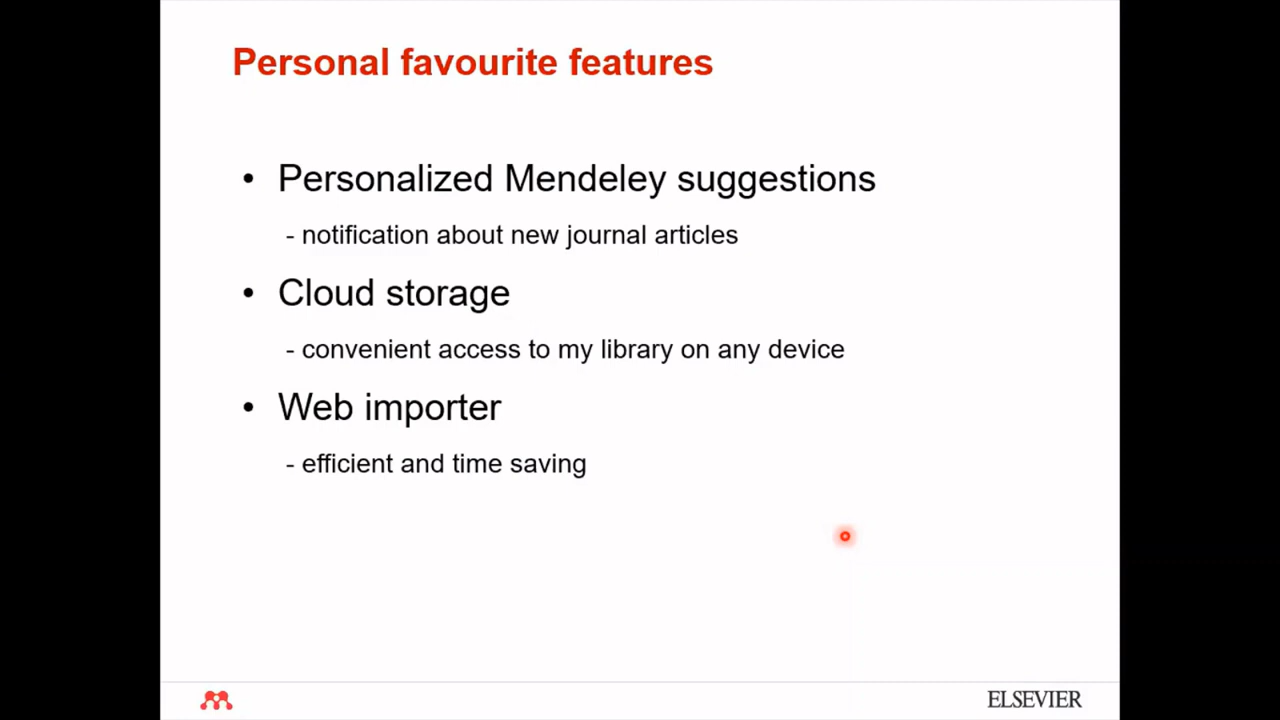 Personal favourite features
• Personalized Mendeley suggestions
- notification about new journal articles
• Cloud storage
- convenient access to my library on any device
• Web importer
- efficient and time saving
ELSEVIER